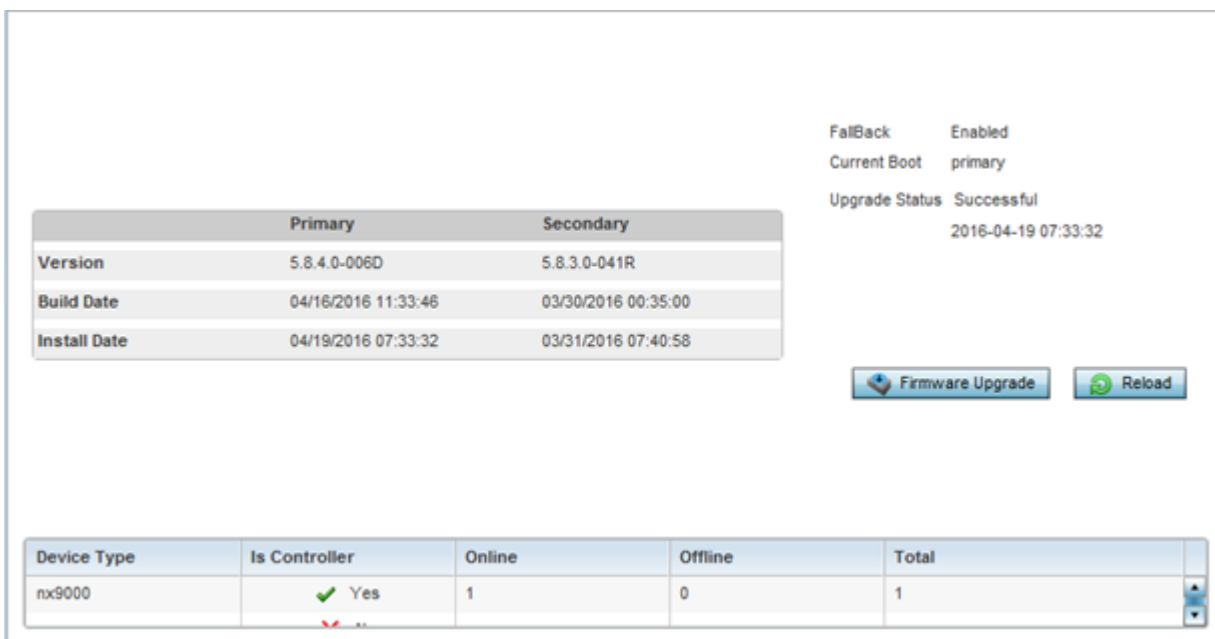 FallBack Enabled
Current Boot primary
Upgrade Status Successful
2016-04-19 07:33:32
Primary Secondary
Version 5.8.4.0-006D 5.8.3.0-041R
Build Date 04/16/2016 11:33:46 03/30/2016 00:35:00
Install Date 04/19/2016 07:33:32 03/31/2016 07:40:58
Firmware Upgrade Reload
Device Type Is Controller Online Offline Total
nx9000 Yes 1 0 1